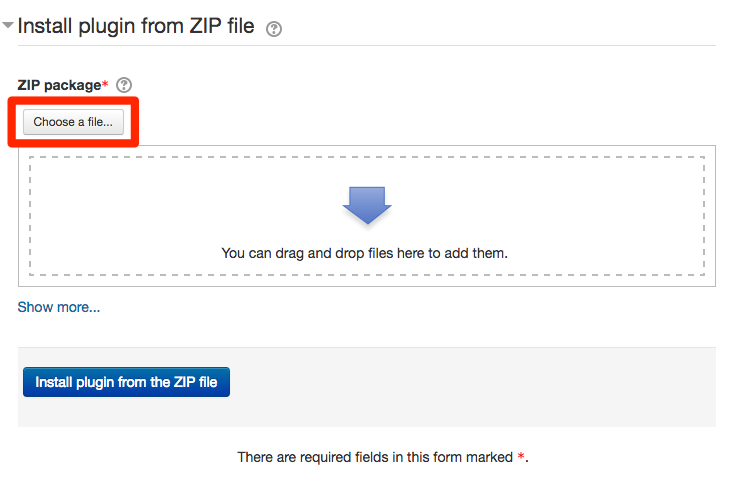 Install plugin from ZIP file
ZIP package*
Choose a file...
You can drag and drop files here to add them.
Show more...
Install plugin from the ZIP file
There are required fields in this form marked *.